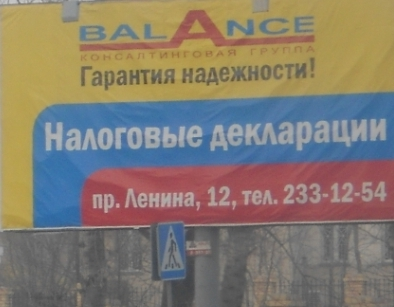 BALANCE
КОНСАЛТИНГОВАЯ ГРУППА
Гарантия надежности!
Налоговые декларации
пр. Ленина, 12, тел. 233-12-54